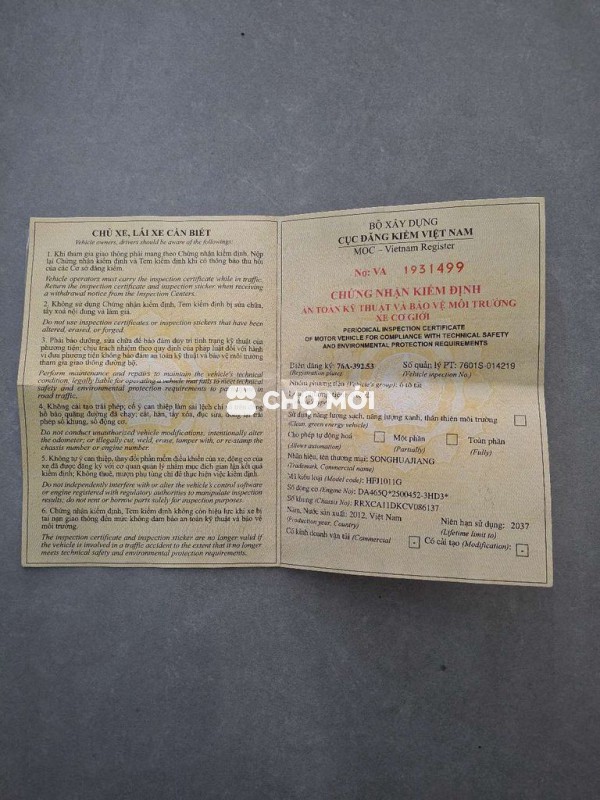 CHỦ XE, LÁI XE CẦN BIẾT
Vehicle owners, drivers should be aware of the followings:
1. Khi tham gia giao thông phải mang theo Chứng nhận kiểm định. Nộp
lại Chứng nhận kiểm định và Tem kiểm định khi có thông báo thu hồi
của các Cơ sở đăng kiểm.
Vehicle operators must carry the inspection certificate while in traffic.
Return the inspection certificate and inspection sticker when receiving
a withdrawal notice from the Inspection Centers.
2. Không sử dụng Chứng nhận kiểm định, Tem kiểm định bị sửa chữa,
tẩy xoá nội dung và làm giả.
Do not use inspection certificates or inspection stickers that have been
altered, erased, or forged.
3. Phải bảo dưỡng, sửa chữa để bảo đảm duy trì tình trạng kỹ thuật của
phương tiện; chịu trách nhiệm theo quy định của pháp luật đối với hành
vi đưa phương tiện không bảo đảm an toàn kỹ thuật và bảo vệ môi trường
tham gia giao thông đường bộ.
Perform maintenance and repairs to maintain the vehicle's technical
condition, legally liable for operating a vehicle that fails to meet technical
safety and environmental protection requirements to participate in
road traffic.
4. Không cải tạo trái phép; cố ý can thiệp làm sai lệch chỉ số trên đồng
hồ báo quãng đường đã chạy; cắt, hàn, tẩy xóa, đục sửa, đóng lại trái
phép số khung, số động cơ.
Do not conduct unauthorized vehicle modifications; intentionally alter
the odometer; or illegally cut, weld, erase, tamper with, or re-stamp the
chassis number or engine number.
5. Không tự ý can thiệp, thay đổi phần mềm điều khiển của xe, động cơ của
xe đã được đăng ký với cơ quan quản lý nhằm mục đích gian lận kết quả
kiểm định; Không thuê, mượn phụ tùng chỉ để thực hiện việc kiểm định.
Do not independently interfere with or alter the vehicle's control software
or engine registered with regulatory authorities to manipulate inspection
results; do not rent or borrow parts solely for inspection.
6. Chứng nhận kiểm định, Tem kiểm định không còn hiệu lực khi xe bị
tai nạn giao thông đến mức không đảm bảo an toàn kỹ thuật và bảo vệ
môi trường.
The inspection certificate and inspection sticker are no longer valid if
the vehicle is involved in a traffic accident to the extent that it no longer
meets technical safety and environmental protection requirements.
BỘ XÂY DỰNG
CỤC ĐĂNG KIỂM VIỆT NAM
MOC - Vietnam Register
No: VA 1931499
CHỨNG NHẬN KIỂM ĐỊNH
AN TOÀN KỸ THUẬT VÀ BẢO VỆ MÔI TRƯỜNG
XE CƠ GIỚI
PERIODICAL INSPECTION CERTIFICATE
OF MOTOR VEHICLE FOR COMPLIANCE WITH TECHNICAL SAFETY
AND ENVIRONMENTAL PROTECTION REQUIREMENTS
Biển đăng ký: 76A-392.53 Số quản lý PT: 7601S-014219
(Registration plate) (Vehicle inspection No.)
Nhóm phương tiện (Vehicle's group): ô tô tải
CHỢ MỚI
Sử dụng năng lượng sạch, năng lượng xanh, thân thiện môi trường
(Clean, green energy vehicle)
Cho phép tự động hoá Một phần Toàn phần
(Allows automation) (Partially) (Fully)
Nhãn hiệu, tên thương mại: SONGHUAJIANG
(Trademark, Commercial name)
Mã kiểu loại (Model code): HFJ1011G
Số động cơ (Engine No): DA465Q*2500452-3HD3*
Số khung (Chassis No): RRXCA11DKCV086137
Năm, Nước sản xuất: 2012, Việt Nam Niên hạn sử dụng: 2037
(Production year, Country) (Lifetime limit to)
Có kinh doanh vận tải (Commercial - Có cải tạo (Modification): -